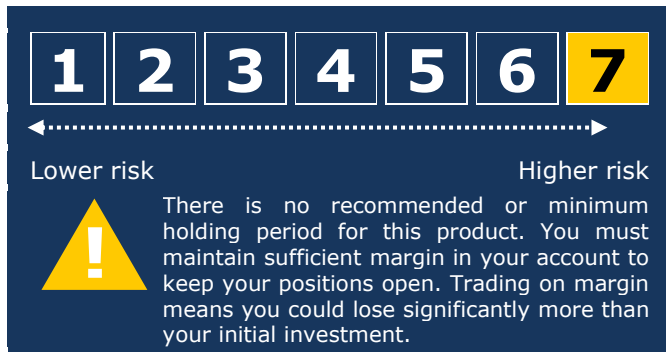 1 2 3 4 5 6 7
Lower risk Higher risk
!
There is no recommended or minimum
holding period for this product. You must
maintain sufficient margin in your account to
keep your positions open. Trading on margin
means you could lose significantly more than
your initial investment.